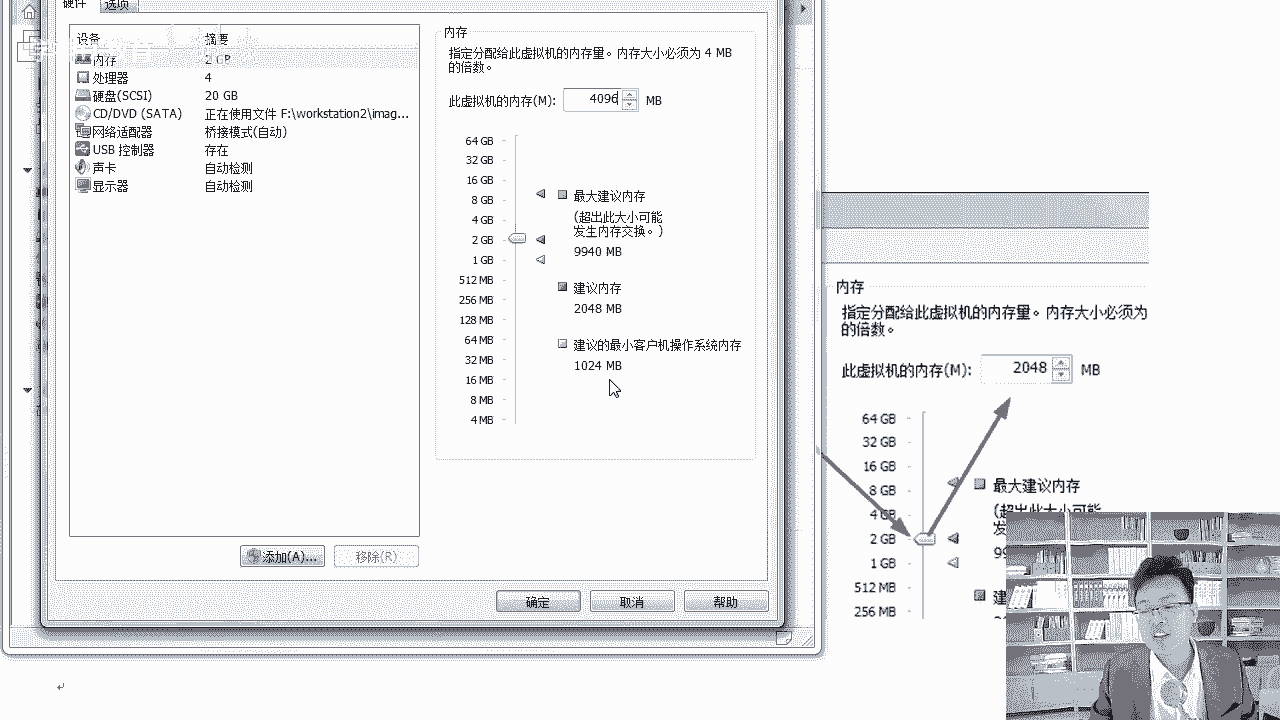 硬件 选项
设备 摘要
内存 2 GB
处理器 4
硬盘(SCSI) 20 GB
CD/DVD (SATA) 正在使用文件 F:\workstation2\imag...
网络适配器 桥接模式(自动)
USB 控制器 存在
声卡 自动检测
显示器 自动检测
添加(A)... 移除(R)
内存
指定分配给此虚拟机的内存量。内存大小必须为 4 MB
的倍数。
此虚拟机的内存(M): 4096 MB
64 GB
32 GB
16 GB
8 GB
4 GB
2 GB
1 GB
512 MB
256 MB
128 MB
64 MB
32 MB
16 MB
8 MB
4 MB
最大建议内存
(超出此大小可能
发生内存交换。)
9940 MB
建议内存
2048 MB
建议的最小客户机操作系统内存
1024 MB
确定 取消 帮助
内存
指定分配给此虚拟机的内存量。内存大小必须为
的倍数。
此虚拟机的内存(M): 2048 MB
64 GB
32 GB
16 GB
8 GB
4 GB
2 GB
1 GB
512 MB
256 MB
最大建议内存
(超出此大小可能
发
99
建